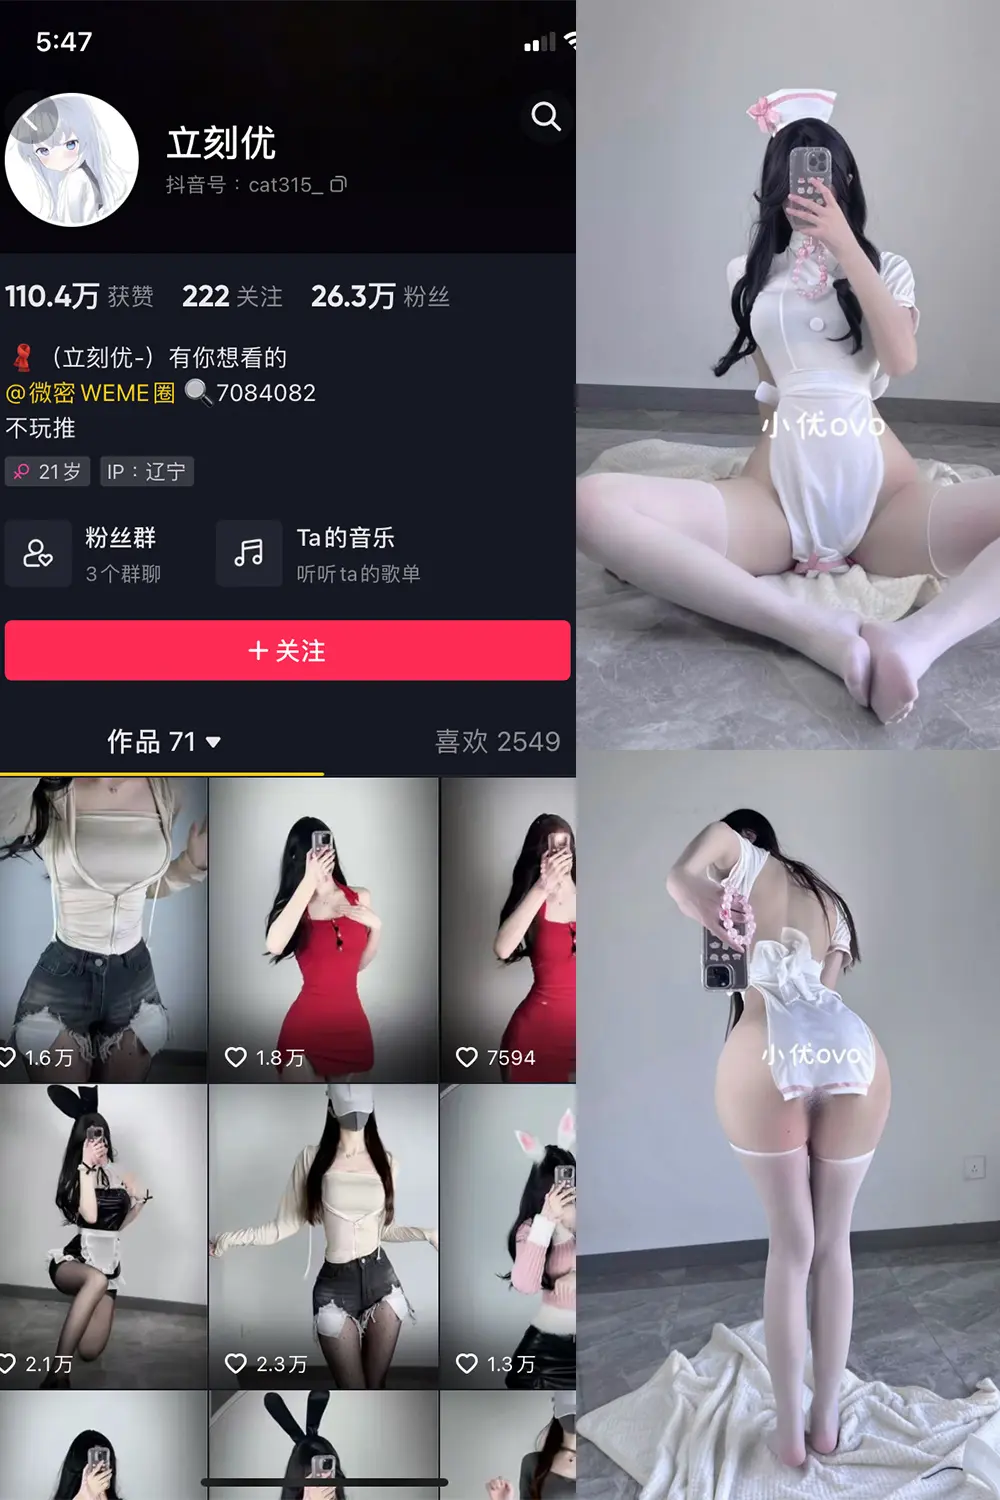 5:47
立刻优
抖音号：cat315_
110.4万 获赞 222 关注 26.3万 粉丝
（立刻优-）有你想看的
@微密 WEME圈 7084082
不玩推
21岁 IP：辽宁
粉丝群
3个群聊
Ta的音乐
听听ta的歌单
+ 关注
作品 71
喜欢 2549
1.6万
1.8万
7594
2.1万
2.3万
1.3万
小优ovo
小优ovo